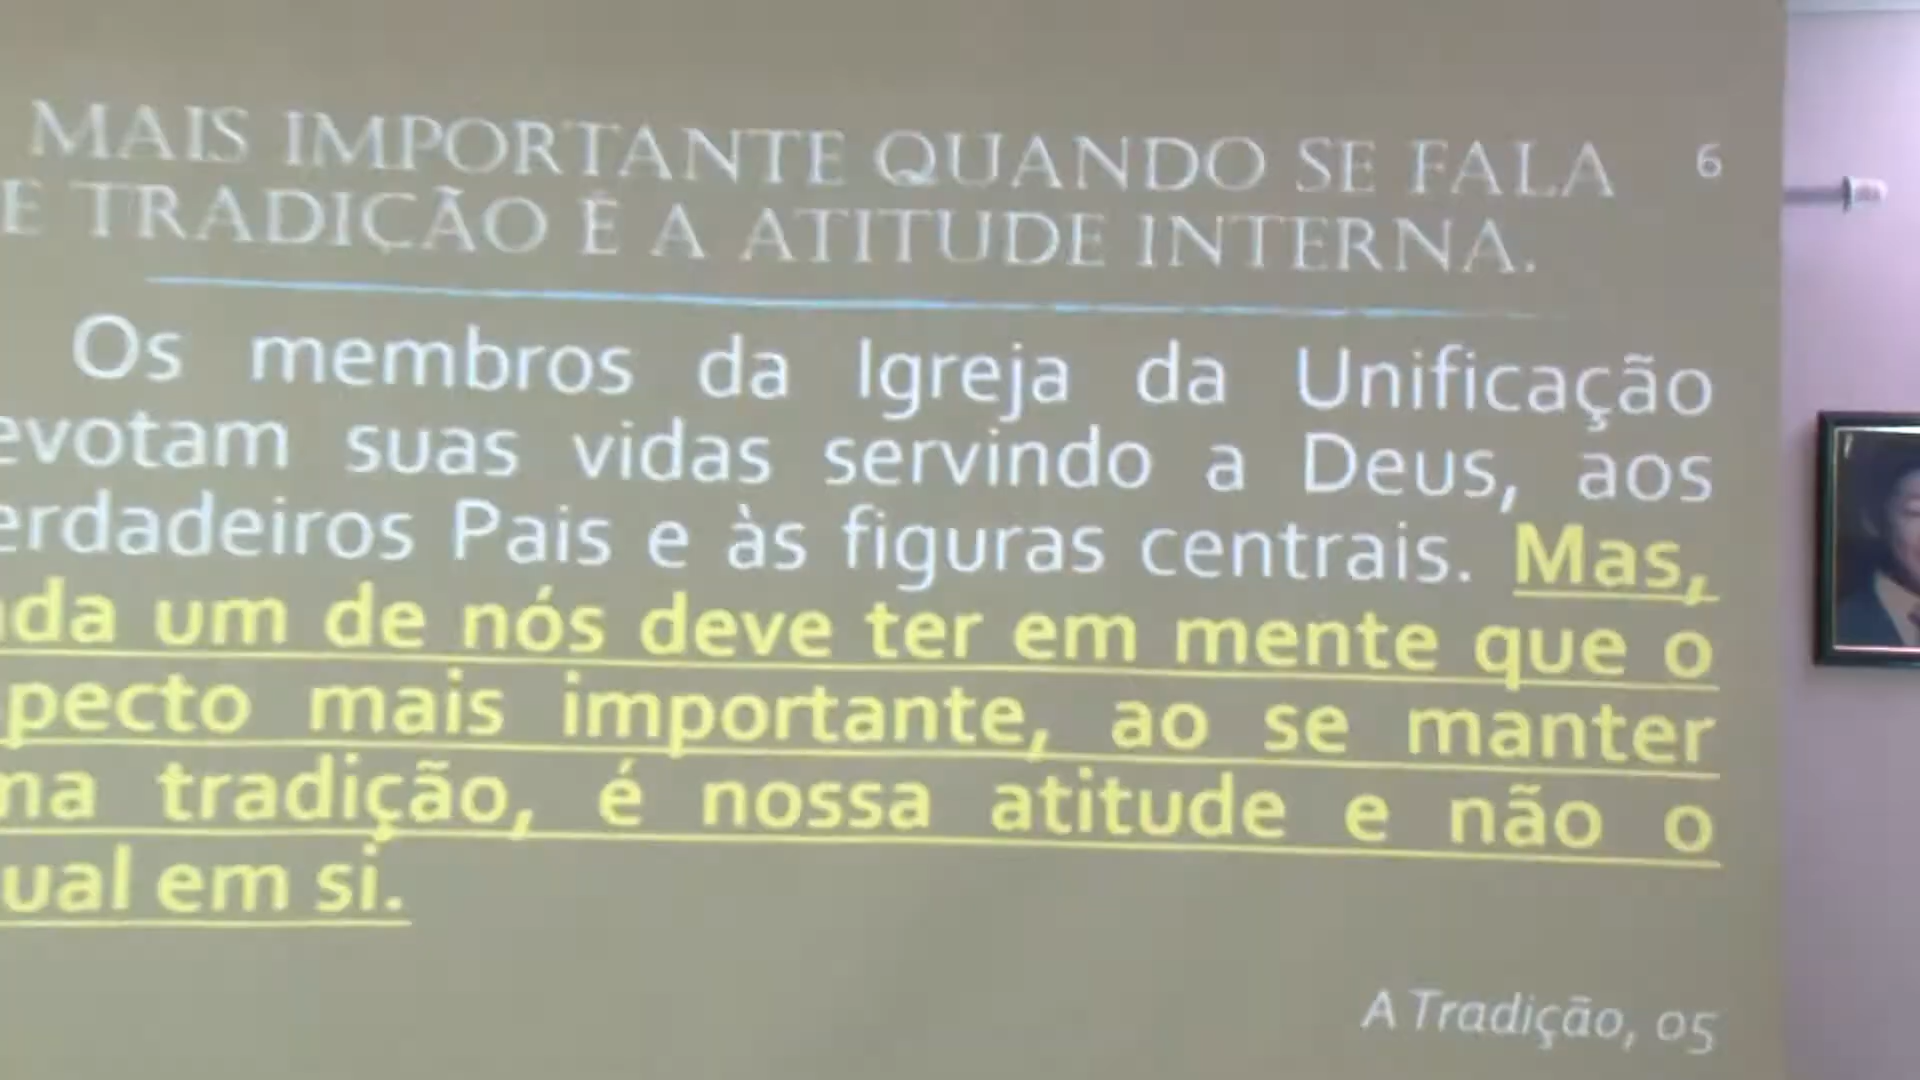 MAIS IMPORTANTE QUANDO SE FALA
6
E TRADIÇÃO É A ATITUDE INTERNA.
Os membros da Igreja da Unificação
evotam suas vidas servindo a Deus, aos
erdadeiros Pais e às figuras centrais. Mas,
da um de nós deve ter em mente que o
pecto mais importante, ao se manter
ma tradição, é nossa atitude e não o
ual em si.
A Tradição, 05